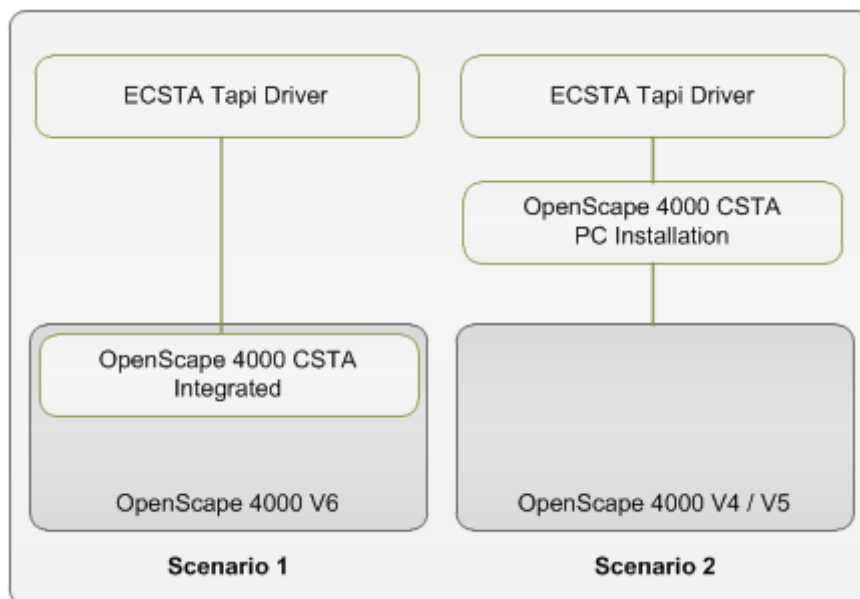 ECSTA Tapi Driver
OpenScape 4000 CSTA
Integrated
OpenScape 4000 V6
Scenario 1
ECSTA Tapi Driver
OpenScape 4000 CSTA
PC Installation
OpenScape 4000 V4 / V5
Scenario 2